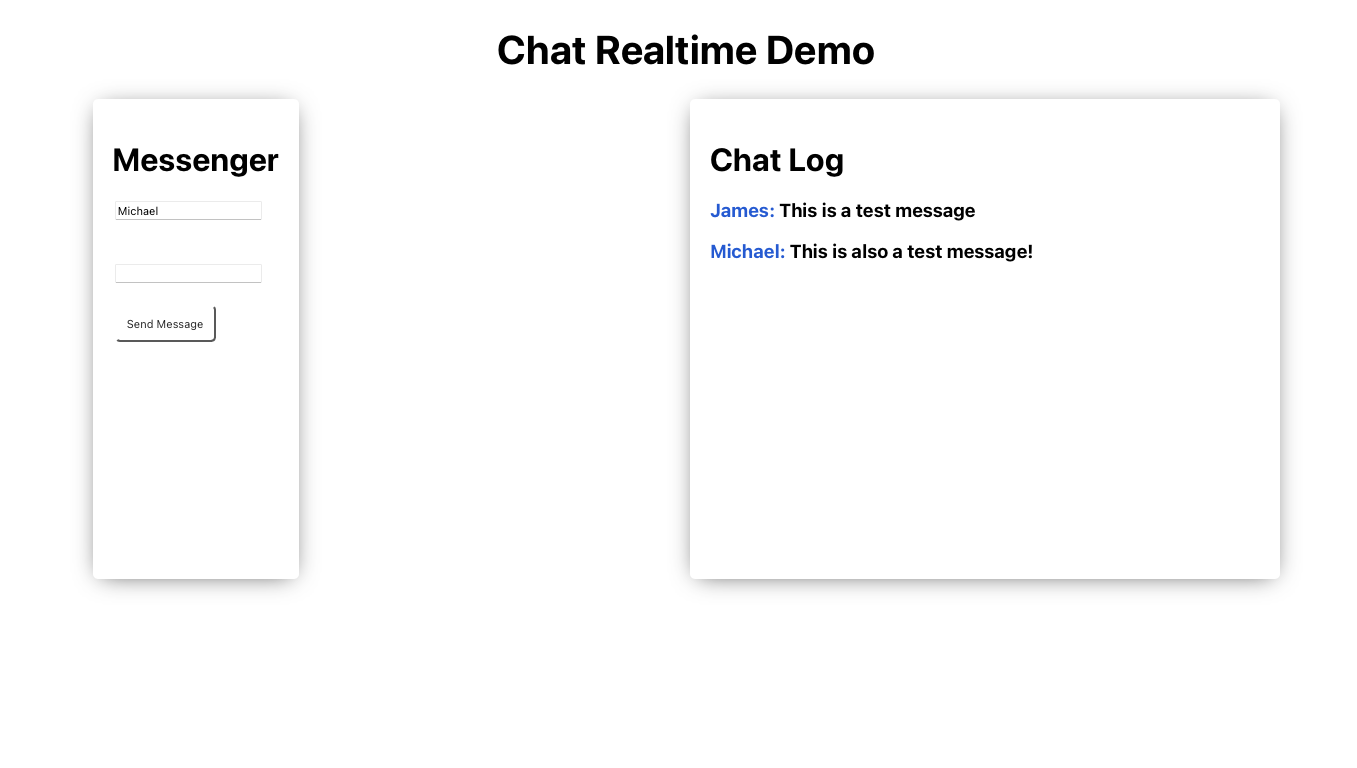 Chat Realtime Demo
Messenger
Michael
Send Message
Chat Log
James: This is a test message
Michael: This is also a test message!